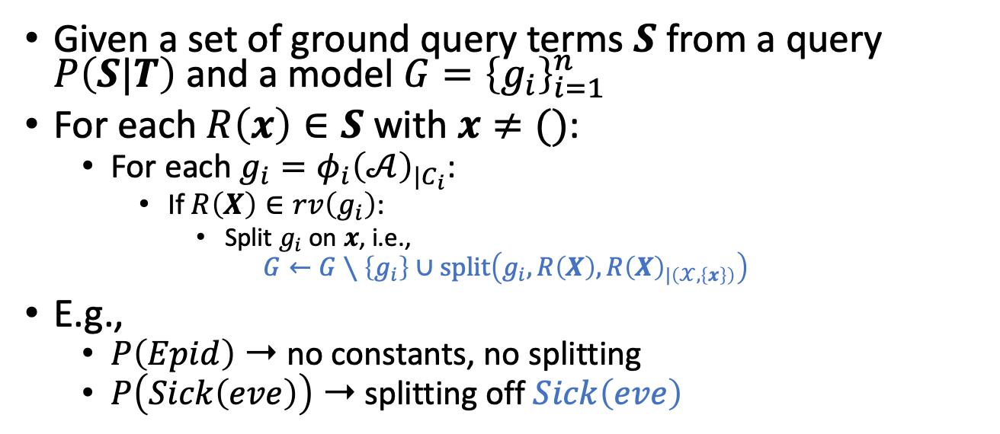 • Given a set of ground query terms 𝑺 from a query
𝑃(𝑺|𝑻) and a model 𝐺 = {𝑔ᵢ}ⁿᵢ₌₁
• For each 𝑅(𝒙) ∈ 𝑺 with 𝒙 ≠ ():
• For each 𝑔ᵢ = 𝜙ᵢ(𝒜)_{|𝐶ᵢ}:
• If 𝑅(𝑿) ∈ 𝑟𝑣(𝑔ᵢ):
• Split 𝑔ᵢ on 𝒙, i.e.,
𝐺 ← 𝐺 ∖ {𝑔ᵢ} ∪ split(𝑔ᵢ, 𝑅(𝑿), 𝑅(𝑿)_{|(𝒳,{𝒙})})
• E.g.,
• 𝑃(𝐸𝑝𝑖𝑑) → no constants, no splitting
• 𝑃(𝑆𝑖𝑐𝑘(𝑒𝑣𝑒)) → splitting off 𝑆𝑖𝑐𝑘(𝑒𝑣𝑒)